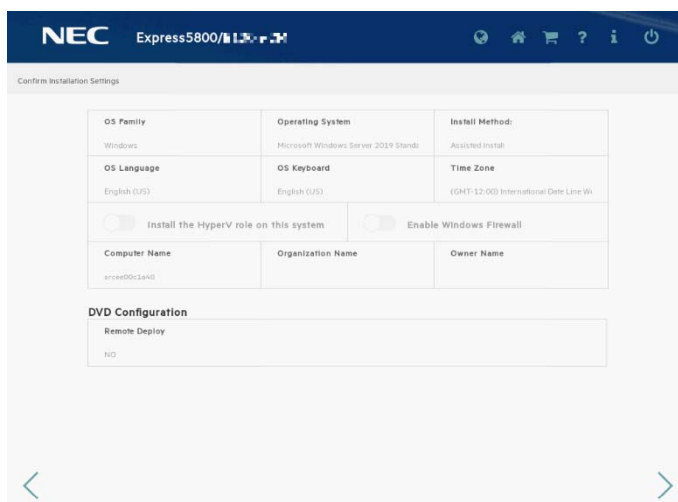 NEC Express5800/
Confirm Installation Settings
OS Family Operating System Install Method:
Windows Microsoft Windows Server 2019 Standa Assisted Install
OS Language OS Keyboard Time Zone
English (US) English (US) (GMT-12:00) International Date Line We
Install the HyperV role on this system Enable Windows Firewall
Computer Name Organization Name Owner Name
DVD Configuration
Remote Deploy
NO